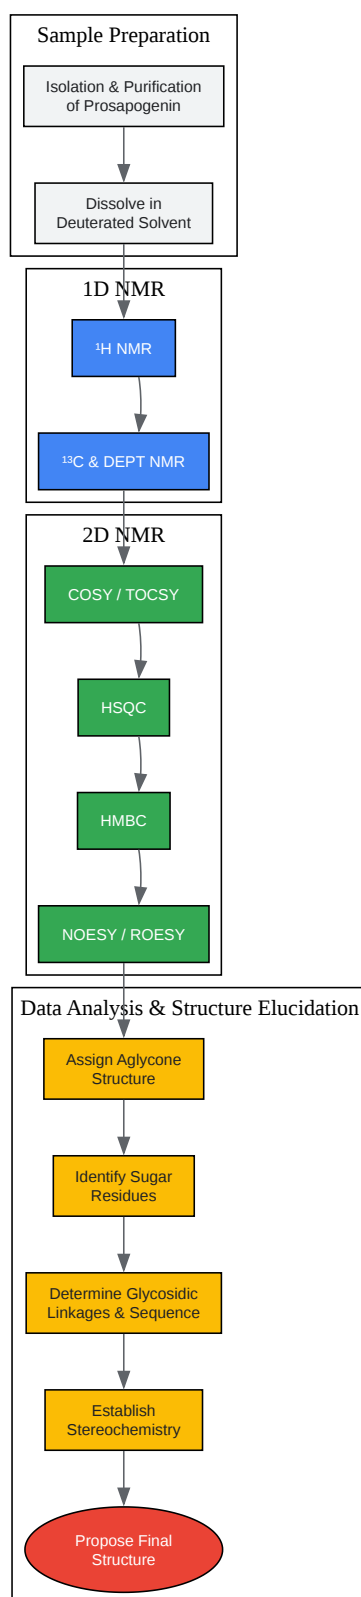 Sample Preparation
Isolation & Purification
of Prosapogenin
Dissolve in
Deuterated Solvent
1D NMR
¹H NMR
¹³C & DEPT NMR
2D NMR
COSY / TOCSY
HSQC
HMBC
NOESY / ROESY
Data Analysis & Structure Elucidation
Assign Aglycone
Structure
Identify Sugar
Residues
Determine Glycosidic
Linkages & Sequence
Establish
Stereochemistry
Propose Final
Structure